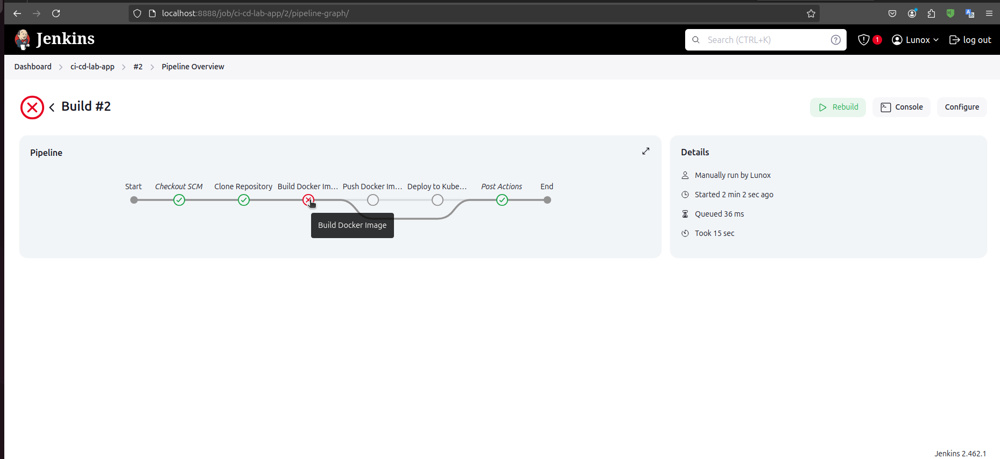 localhost:8888/job/ci-cd-lab-app/2/pipeline-graph/
Jenkins
Search (CTRL+K)
1
Lunox
log out
Dashboard
ci-cd-lab-app
#2
Pipeline Overview
Build #2
Rebuild
Console
Configure
Pipeline
Start
Checkout SCM
Clone Repository
Build Docker Im...
Push Docker Im...
Deploy to Kube...
Post Actions
End
Build Docker Image
Details
Manually run by Lunox
Started 2 min 2 sec ago
Queued 36 ms
Took 15 sec
Jenkins 2.462.1